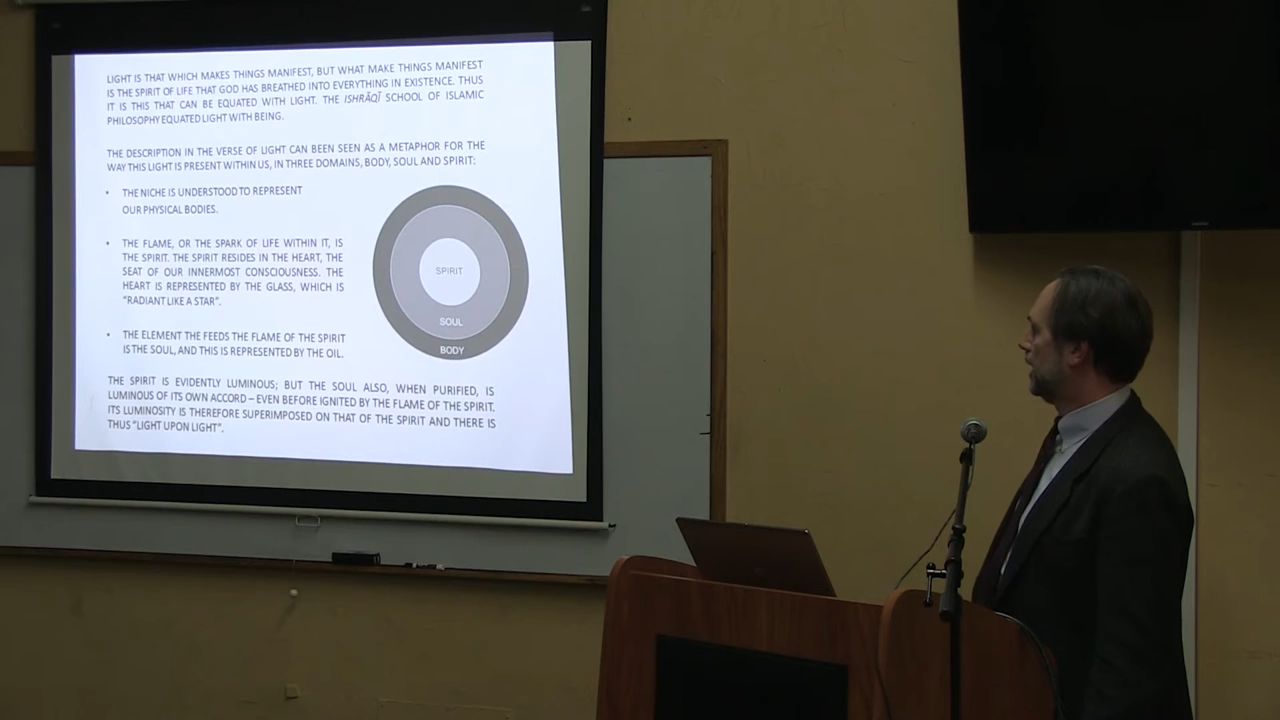 LIGHT IS THAT WHICH MAKES THINGS MANIFEST, BUT WHAT MAKE THINGS MANIFEST
IS THE SPIRIT OF LIFE THAT GOD HAS BREATHED INTO EVERYTHING IN EXISTENCE. THUS
IT IS THIS THAT CAN BE EQUATED WITH LIGHT. THE ISHRĀQĪ SCHOOL OF ISLAMIC
PHILOSOPHY EQUATED LIGHT WITH BEING.
THE DESCRIPTION IN THE VERSE OF LIGHT CAN BEEN SEEN AS A METAPHOR FOR THE
WAY THIS LIGHT IS PRESENT WITHIN US, IN THREE DOMAINS, BODY, SOUL AND SPIRIT:
• THE NICHE IS UNDERSTOOD TO REPRESENT
OUR PHYSICAL BODIES.
• THE FLAME, OR THE SPARK OF LIFE WITHIN IT, IS
THE SPIRIT. THE SPIRIT RESIDES IN THE HEART, THE
SEAT OF OUR INNERMOST CONSCIOUSNESS. THE
HEART IS REPRESENTED BY THE GLASS, WHICH IS
"RADIANT LIKE A STAR".
• THE ELEMENT THE FEEDS THE FLAME OF THE SPIRIT
IS THE SOUL, AND THIS IS REPRESENTED BY THE OIL.
SPIRIT
SOUL
BODY
THE SPIRIT IS EVIDENTLY LUMINOUS; BUT THE SOUL ALSO, WHEN PURIFIED, IS
LUMINOUS OF ITS OWN ACCORD – EVEN BEFORE IGNITED BY THE FLAME OF THE SPIRIT.
ITS LUMINOSITY IS THEREFORE SUPERIMPOSED ON THAT OF THE SPIRIT AND THERE IS
THUS "LIGHT UPON LIGHT".